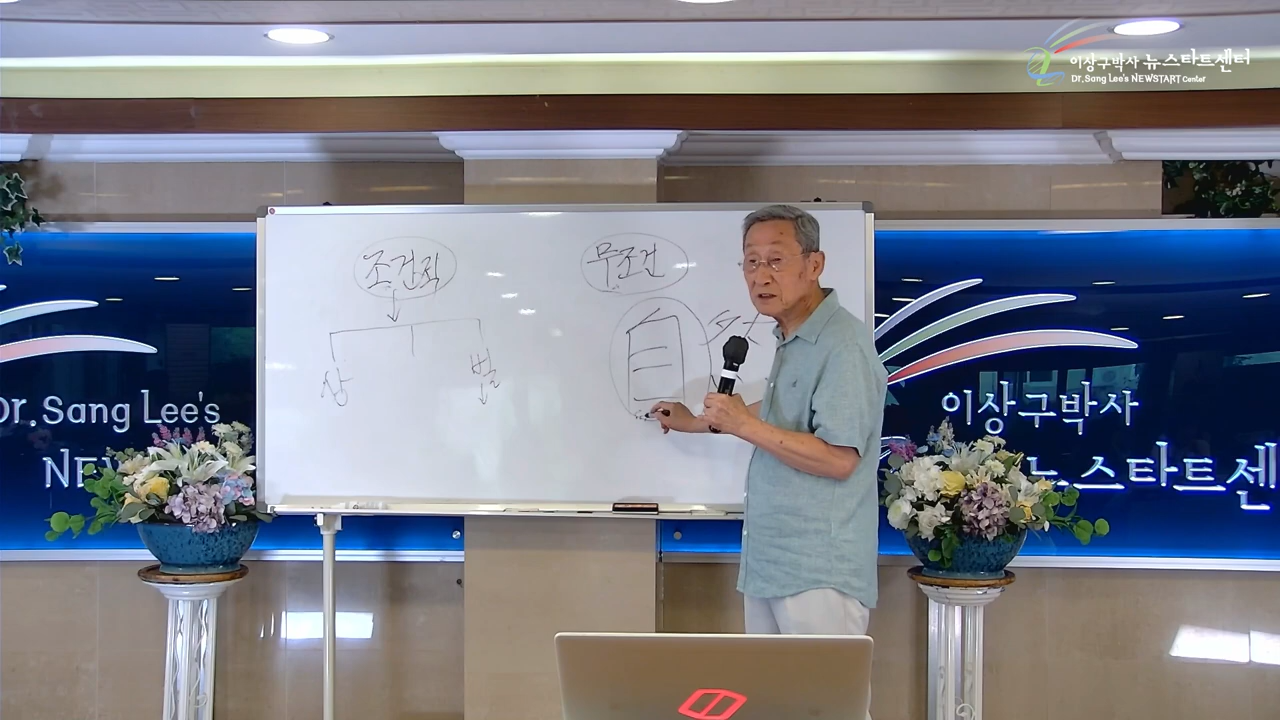 이상구박사 뉴스타트센터
Dr. Sang Lee's NEWSTART Center
조건적
무조건
상
벌
自
Dr. Sang Lee's
이상구박사
뉴스타트센